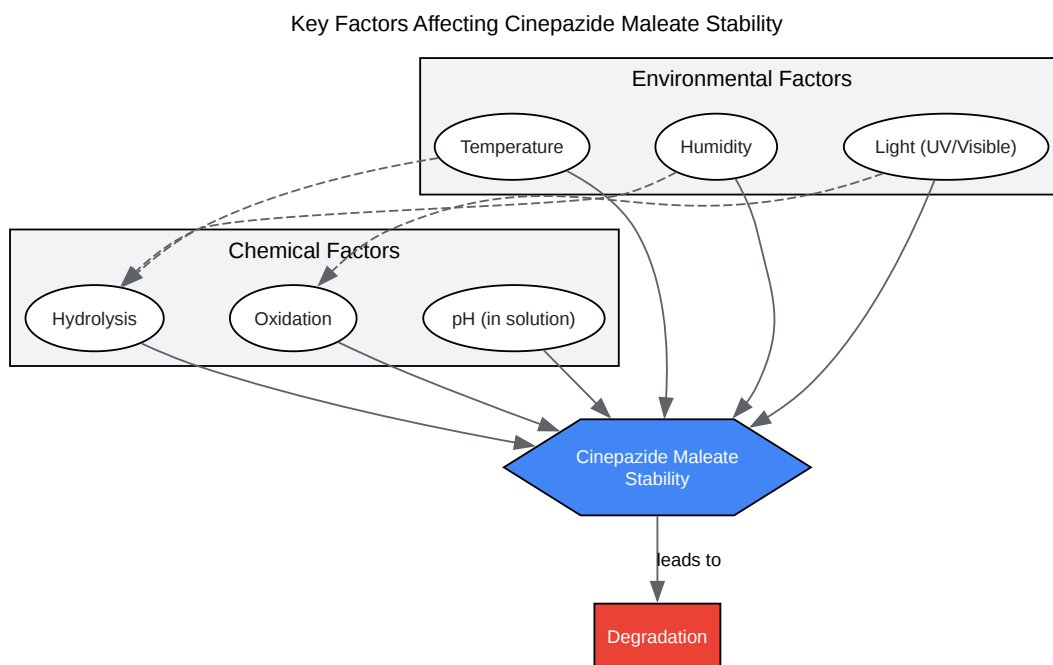 Key Factors Affecting Cinepazide Maleate Stability
Environmental Factors
Temperature
Humidity
Light (UV/Visible)
Chemical Factors
Hydrolysis
Oxidation
pH (in solution)
Cinepazide Maleate
Stability
leads to
Degradation